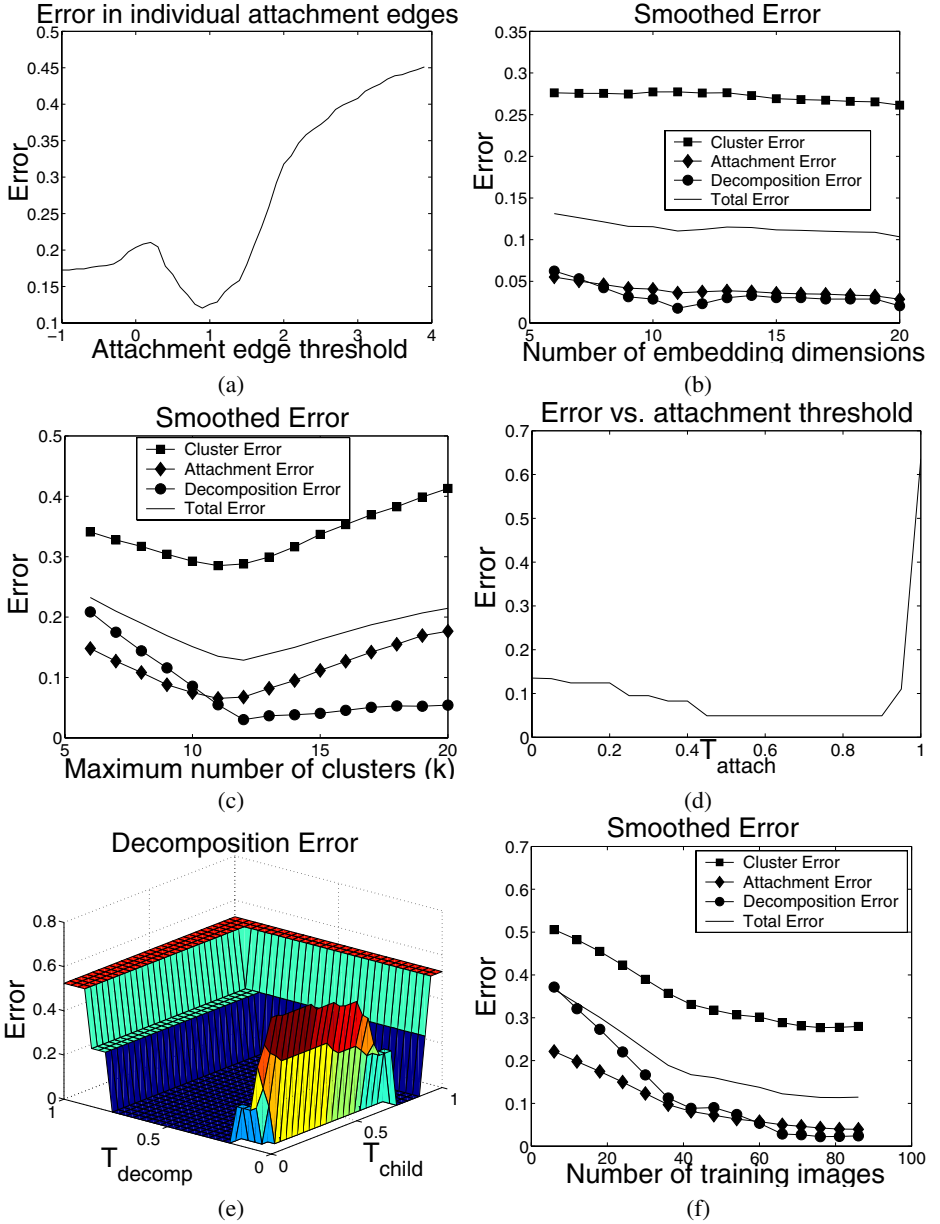 Error in individual attachment edges
0.5
0.45
0.4
0.35
0.3
0.25
0.2
0.15
0.1
Error
−1 0 1 2 3 4
Attachment edge threshold
(a)
Smoothed Error
0.35
0.3
0.25
0.2
0.15
0.1
0.05
0
Error
Cluster Error
Attachment Error
Decomposition Error
Total Error
5 10 15 20
Number of embedding dimensions
(b)
Smoothed Error
0.5
0.4
0.3
0.2
0.1
0
Error
Cluster Error
Attachment Error
Decomposition Error
Total Error
5 10 15 20
Maximum number of clusters (k)
(c)
Error vs. attachment threshold
0.7
0.6
0.5
0.4
0.3
0.2
0.1
0
Error
0 0.2 0.4 0.6 0.8 1
T attach
(d)
Decomposition Error
0.8
0.6
0.4
0.2
0
Error
1 0.5 0
T decomp
0 0.5 1
T child
(e)
Smoothed Error
0.7
0.6
0.5
0.4
0.3
0.2
0.1
0
Error
Cluster Error
Attachment Error
Decomposition Error
Total Error
0 20 40 60 80 100
Number of training images
(f)